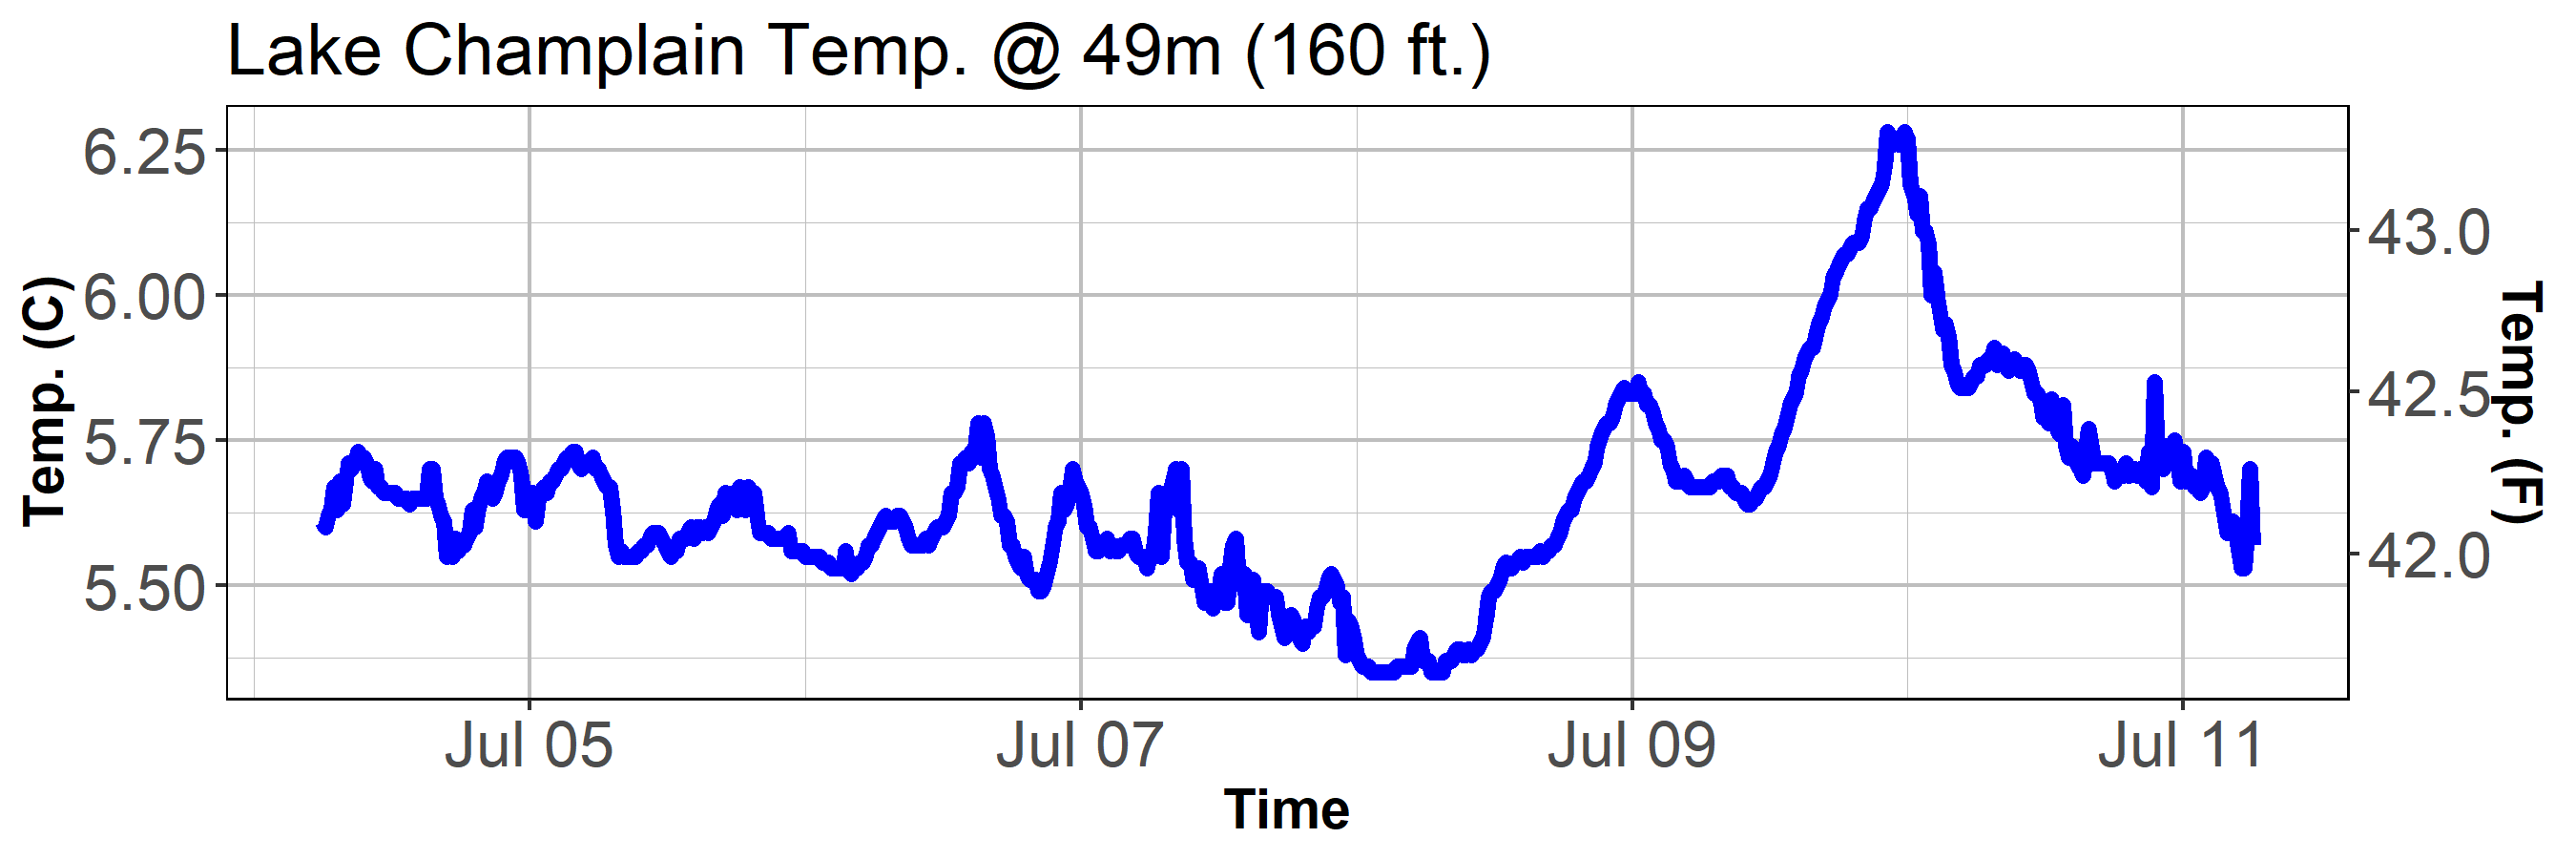 Lake Champlain Temp. @ 49m (160 ft.)
6.25
6.00
5.75
5.50
Temp. (C)
43.0
42.5
42.0
Temp. (F)
Jul 05 Jul 07 Jul 09 Jul 11
Time